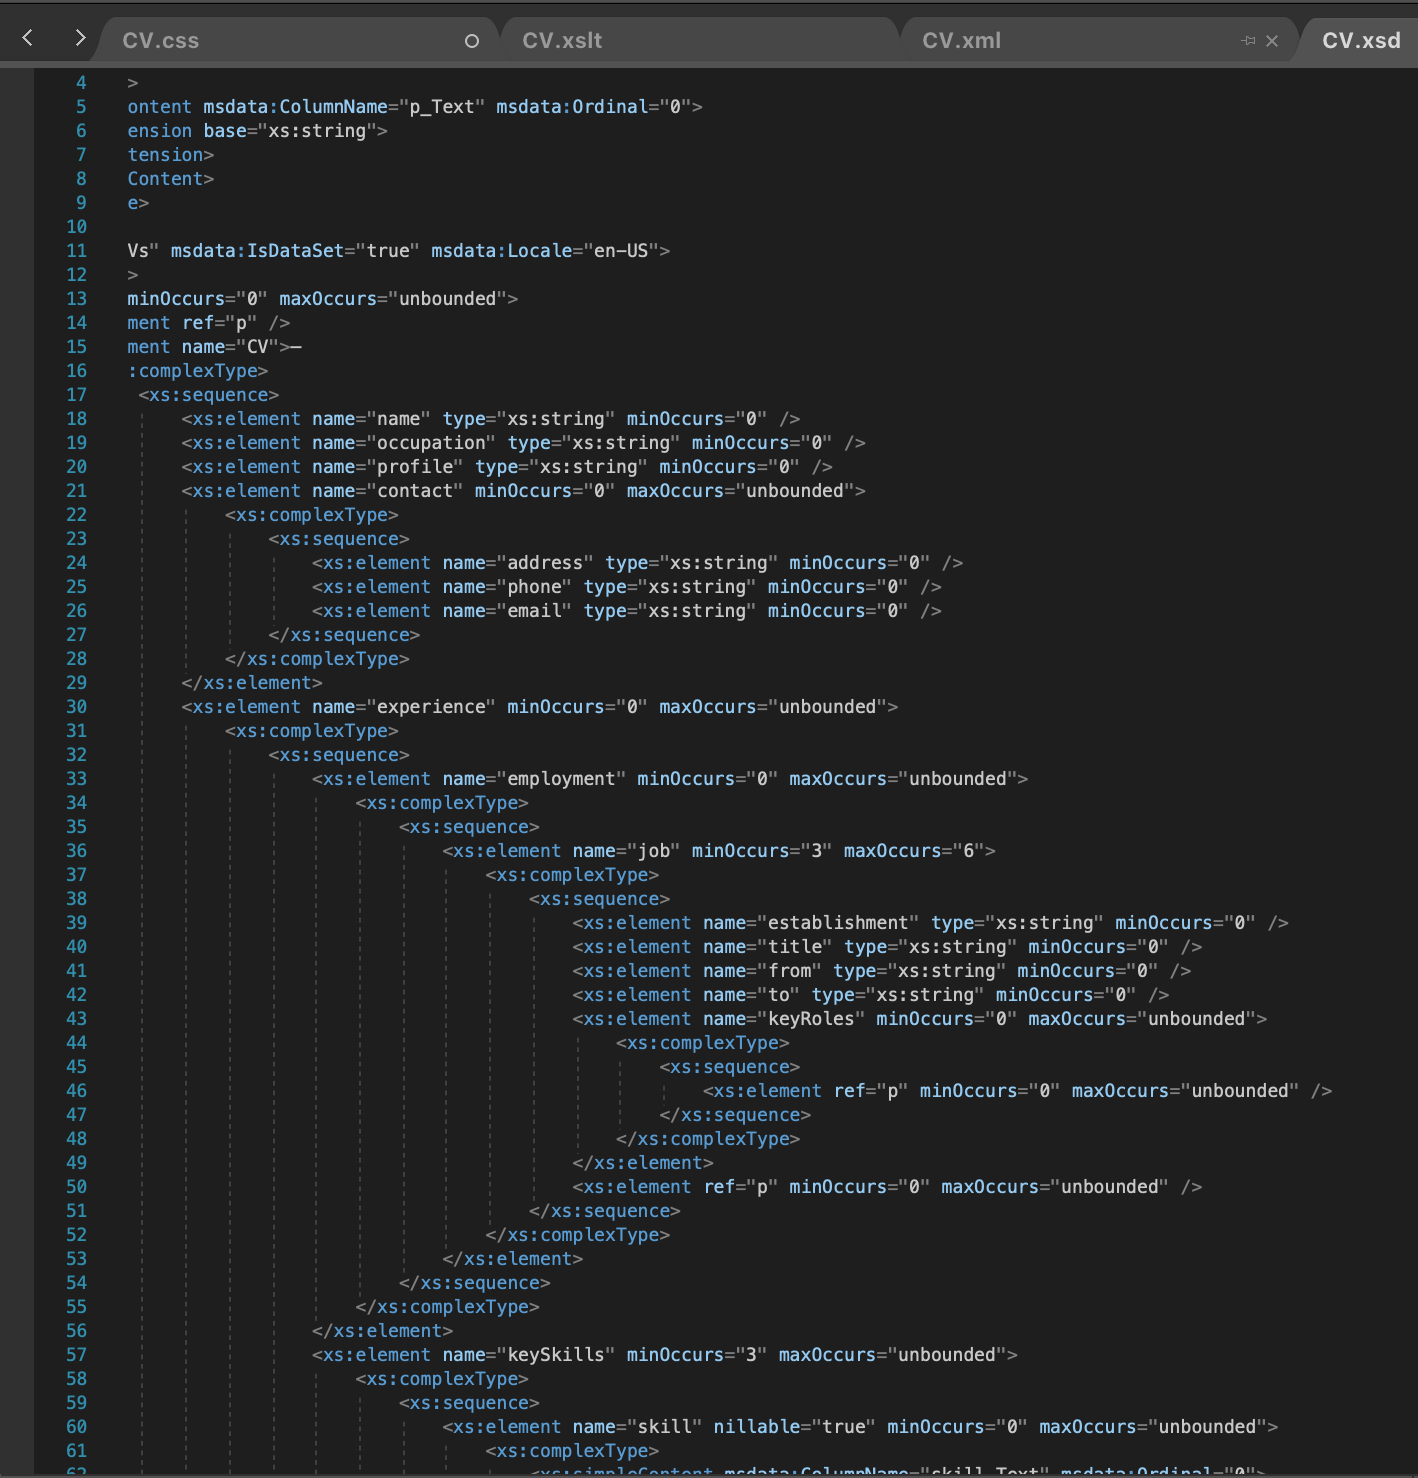 CV.css CV.xslt CV.xml CV.xsd
4 >
5 ontent msdata:ColumnName="p_Text" msdata:Ordinal="0">
6 ension base="xs:string">
7 tension>
8 Content>
9 e>
10
11 Vs" msdata:IsDataSet="true" msdata:Locale="en-US">
12 >
13 minOccurs="0" maxOccurs="unbounded">
14 ment ref="p" />
15 ment name="CV">—
16 :complexType>
17 <xs:sequence>
18 <xs:element name="name" type="xs:string" minOccurs="0" />
19 <xs:element name="occupation" type="xs:string" minOccurs="0" />
20 <xs:element name="profile" type="xs:string" minOccurs="0" />
21 <xs:element name="contact" minOccurs="0" maxOccurs="unbounded">
22 <xs:complexType>
23 <xs:sequence>
24 <xs:element name="address" type="xs:string" minOccurs="0" />
25 <xs:element name="phone" type="xs:string" minOccurs="0" />
26 <xs:element name="email" type="xs:string" minOccurs="0" />
27 </xs:sequence>
28 </xs:complexType>
29 </xs:element>
30 <xs:element name="experience" minOccurs="0" maxOccurs="unbounded">
31 <xs:complexType>
32 <xs:sequence>
33 <xs:element name="employment" minOccurs="0" maxOccurs="unbounded">
34 <xs:complexType>
35 <xs:sequence>
36 <xs:element name="job" minOccurs="3" maxOccurs="6">
37 <xs:complexType>
38 <xs:sequence>
39 <xs:element name="establishment" type="xs:string" minOccurs="0" />
40 <xs:element name="title" type="xs:string" minOccurs="0" />
41 <xs:element name="from" type="xs:string" minOccurs="0" />
42 <xs:element name="to" type="xs:string" minOccurs="0" />
43 <xs:element name="keyRoles" minOccurs="0" maxOccurs="unbounded">
44 <xs:complexType>
45 <xs:sequence>
46 <xs:element ref="p" minOccurs="0" maxOccurs="unbounded" />
47 </xs:sequence>
48 </xs:complexType>
49 </xs:element>
50 <xs:element ref="p" minOccurs="0" maxOccurs="unbounded" />
51 </xs:sequence>
52 </xs:complexType>
53 </xs:element>
54 </xs:sequence>
55 </xs:complexType>
56 </xs:element>
57 <xs:element name="keySkills" minOccurs="3" maxOccurs="unbounded">
58 <xs:complexType>
59 <xs:sequence>
60 <xs:element name="skill" nillable="true" minOccurs="0" maxOccurs="unbounded">
61 <xs:complexType>
62 <xs:simpleContent msdata:ColumnName="skill_Text" msdata:Ordinal="0">